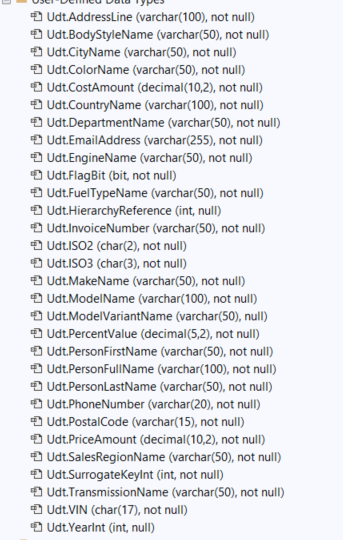 User-Defined Data Types
Udt.AddressLine (varchar(100), not null)
Udt.BodyStyleName (varchar(50), not null)
Udt.CityName (varchar(50), not null)
Udt.ColorName (varchar(50), not null)
Udt.CostAmount (decimal(10,2), not null)
Udt.CountryName (varchar(100), not null)
Udt.DepartmentName (varchar(50), not null)
Udt.EmailAddress (varchar(255), not null)
Udt.EngineName (varchar(50), not null)
Udt.FlagBit (bit, not null)
Udt.FuelTypeName (varchar(50), not null)
Udt.HierarchyReference (int, null)
Udt.InvoiceNumber (varchar(50), not null)
Udt.ISO2 (char(2), not null)
Udt.ISO3 (char(3), not null)
Udt.MakeName (varchar(50), not null)
Udt.ModelName (varchar(100), not null)
Udt.ModelVariantName (varchar(50), null)
Udt.PercentValue (decimal(5,2), not null)
Udt.PersonFirstName (varchar(50), not null)
Udt.PersonFullName (varchar(100), not null)
Udt.PersonLastName (varchar(50), not null)
Udt.PhoneNumber (varchar(20), not null)
Udt.PostalCode (varchar(15), not null)
Udt.PriceAmount (decimal(10,2), not null)
Udt.SalesRegionName (varchar(50), not null)
Udt.SurrogateKeyInt (int, not null)
Udt.TransmissionName (varchar(50), not null)
Udt.VIN (char(17), not null)
Udt.YearInt (int, null)